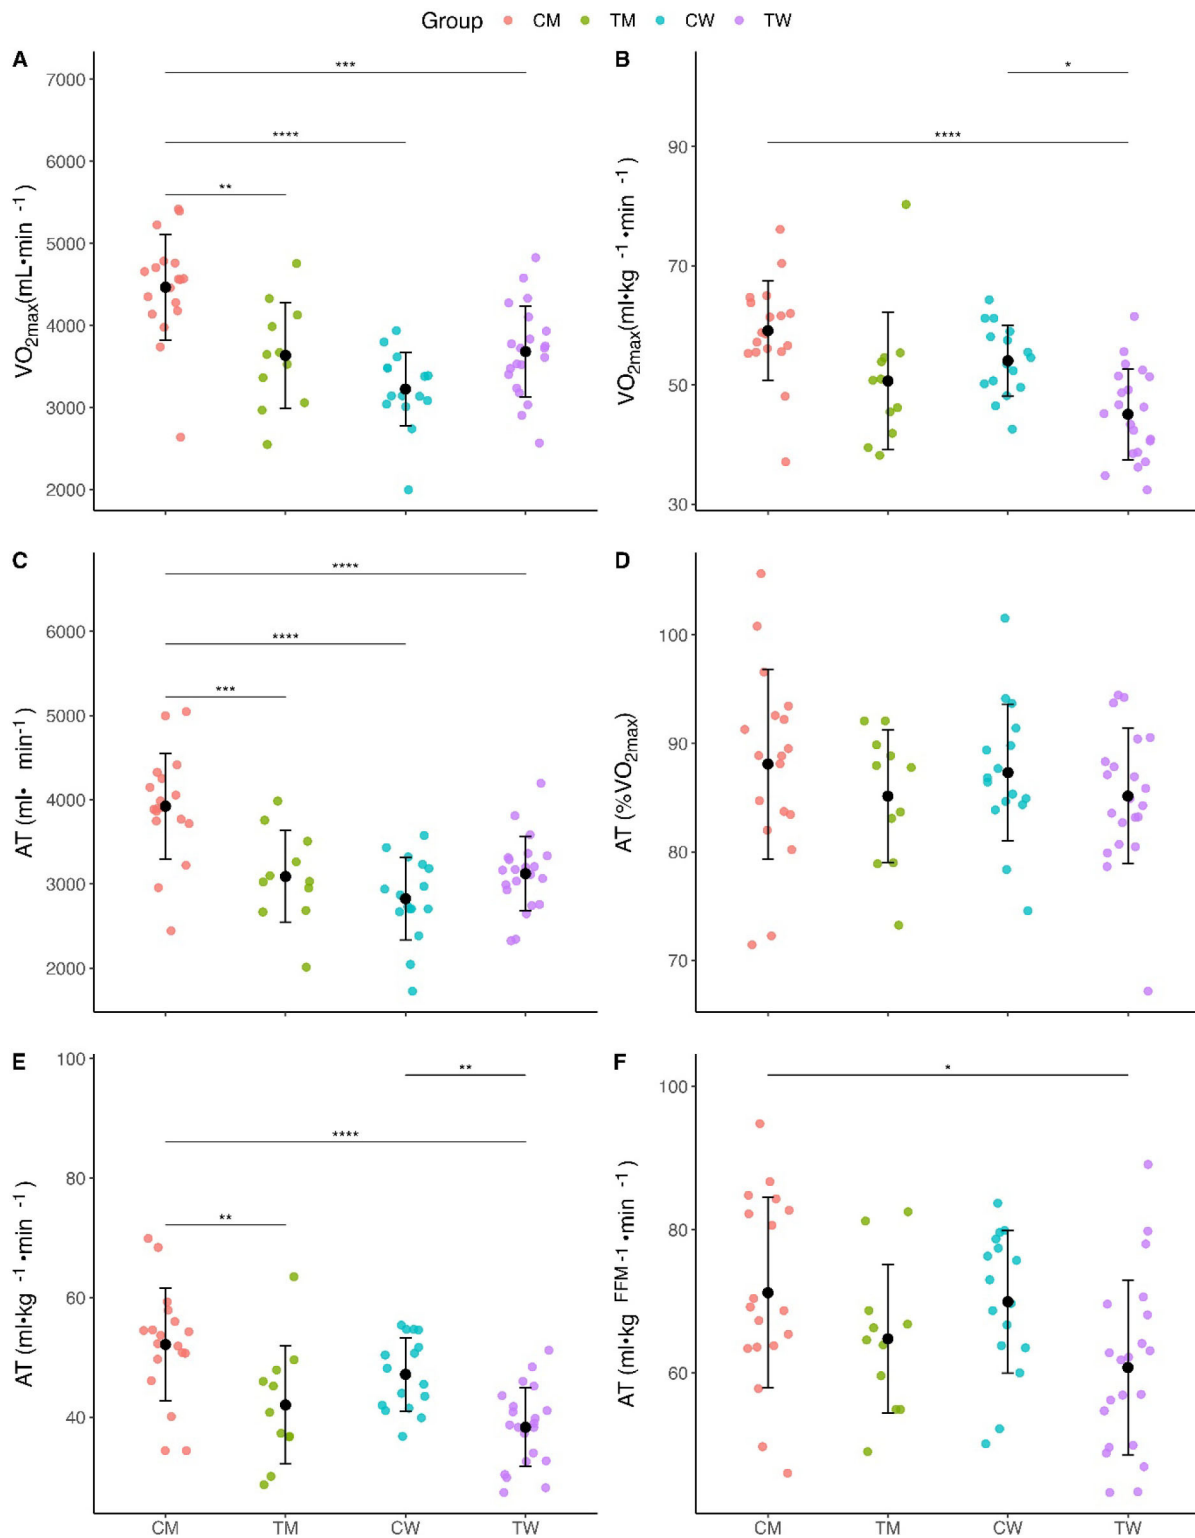 Group CM TM CW TW
A
***
****
**
7000
6000
5000
4000
3000
2000
VO2max(mL•min -1 )
B
*
****
90
70
50
30
VO2max(ml•kg -1 •min -1 )
C
****
****
***
6000
5000
4000
3000
2000
AT (ml• min-1)
D
100
90
80
70
AT (%VO2max)
E
**
****
**
100
80
60
40
AT (ml•kg -1 •min -1 )
CM TM CW TW
F
*
100
80
60
AT (ml•kg FFM -1 •min -1 )
CM TM CW TW